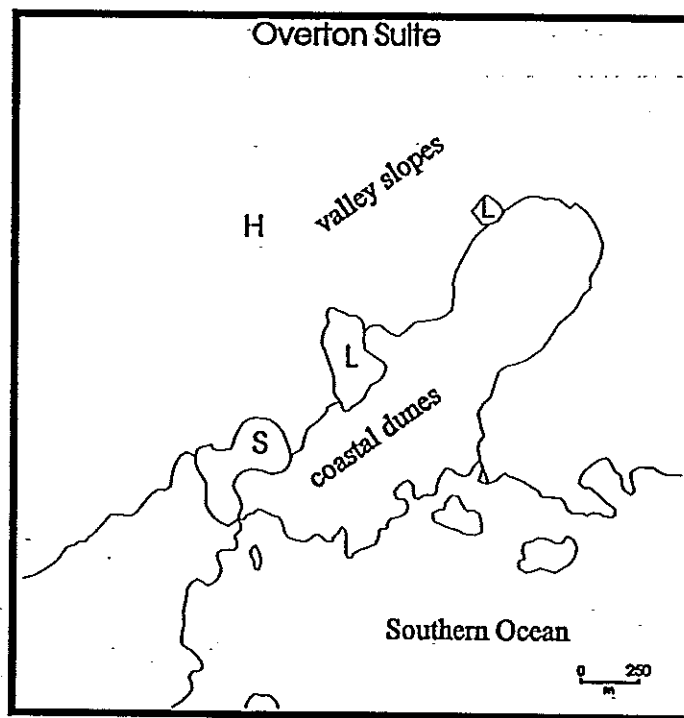 Overton Suite
valley slopes
H
L
L
S
coastal dunes
Southern Ocean
0 250
m